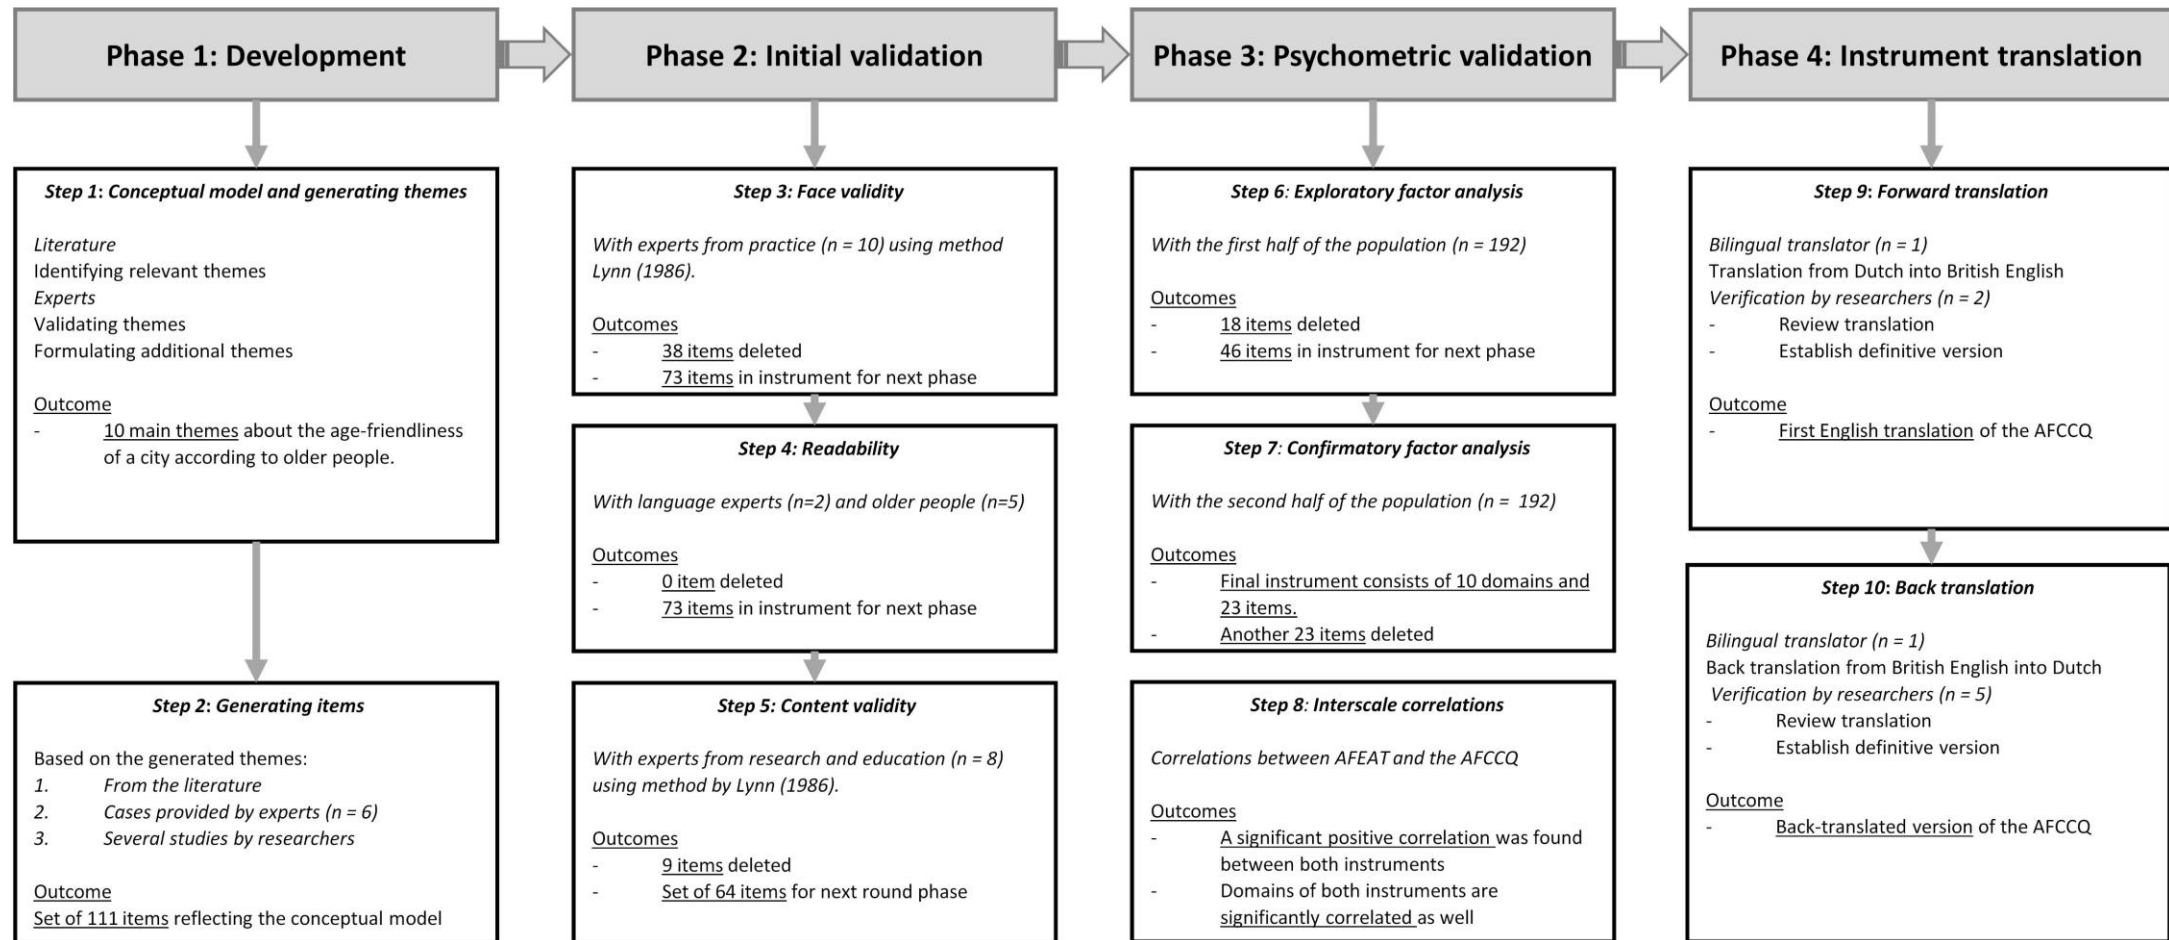 Phase 1: Development
Step 1: Conceptual model and generating themes
Literature
Identifying relevant themes
Experts
Validating themes
Formulating additional themes
Outcome
- 10 main themes about the age-friendliness
of a city according to older people.
Step 2: Generating items
Based on the generated themes:
1. From the literature
2. Cases provided by experts (n = 6)
3. Several studies by researchers
Outcome
Set of 111 items reflecting the conceptual model
Phase 2: Initial validation
Step 3: Face validity
With experts from practice (n = 10) using method
Lynn (1986).
Outcomes
- 38 items deleted
- 73 items in instrument for next phase
Step 4: Readability
With language experts (n=2) and older people (n=5)
Outcomes
- 0 item deleted
- 73 items in instrument for next phase
Step 5: Content validity
With experts from research and education (n = 8)
using method by Lynn (1986).
Outcomes
- 9 items deleted
- Set of 64 items for next round phase
Phase 3: Psychometric validation
Step 6: Exploratory factor analysis
With the first half of the population (n = 192)
Outcomes
- 18 items deleted
- 46 items in instrument for next phase
Step 7: Confirmatory factor analysis
With the second half of the population (n = 192)
Outcomes
- Final instrument consists of 10 domains and
23 items.
- Another 23 items deleted
Step 8: Interscale correlations
Correlations between AFEAT and the AFCCQ
Outcomes
- A significant positive correlation was found
between both instruments
- Domains of both instruments are
significantly correlated as well
Phase 4: Instrument translation
Step 9: Forward translation
Bilingual translator (n = 1)
Translation from Dutch into British English
Verification by researchers (n = 2)
- Review translation
- Establish definitive version
Outcome
- First English translation of the AFCCQ
Step 10: Back translation
Bilingual translator (n = 1)
Back translation from British English into Dutch
Verification by researchers (n = 5)
- Review translation
- Establish definitive version
Outcome
- Back-translated version of the AFCCQ